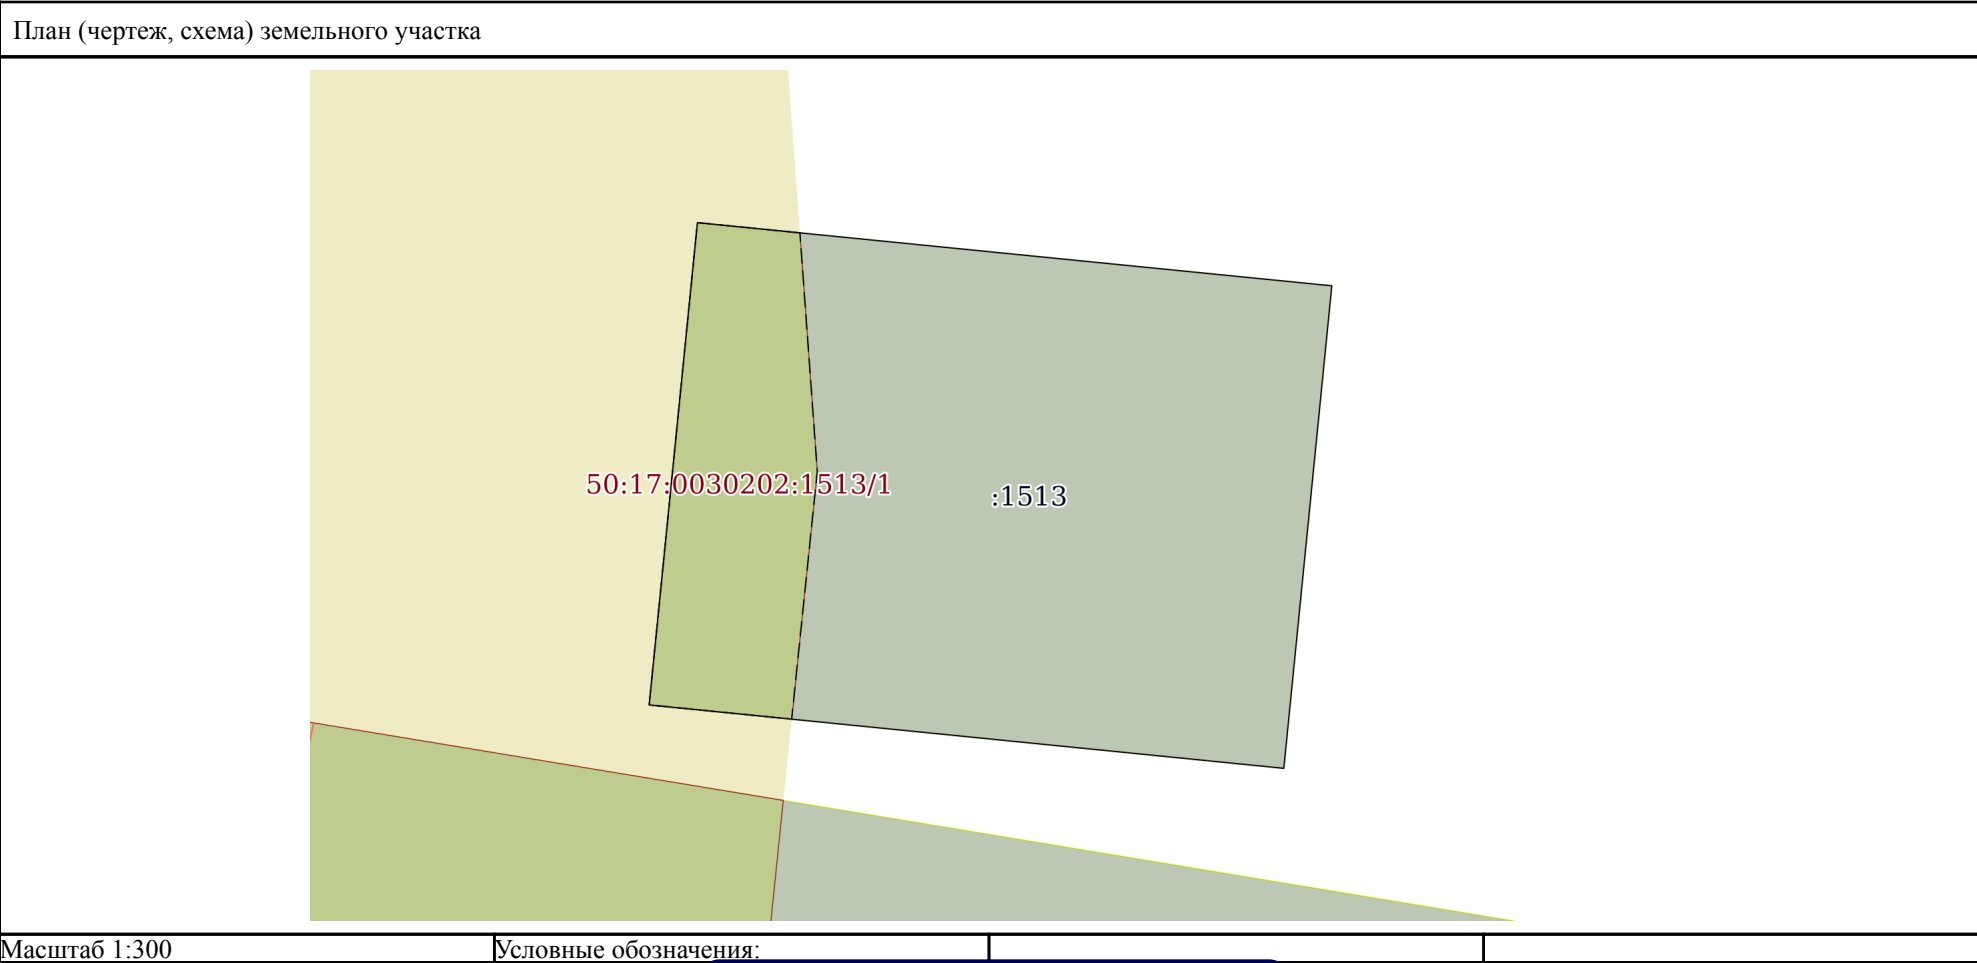 План (чертеж, схема) земельного участка
50:17:0030202:1513/1
:1513
Масштаб 1:300
Условные обозначения: